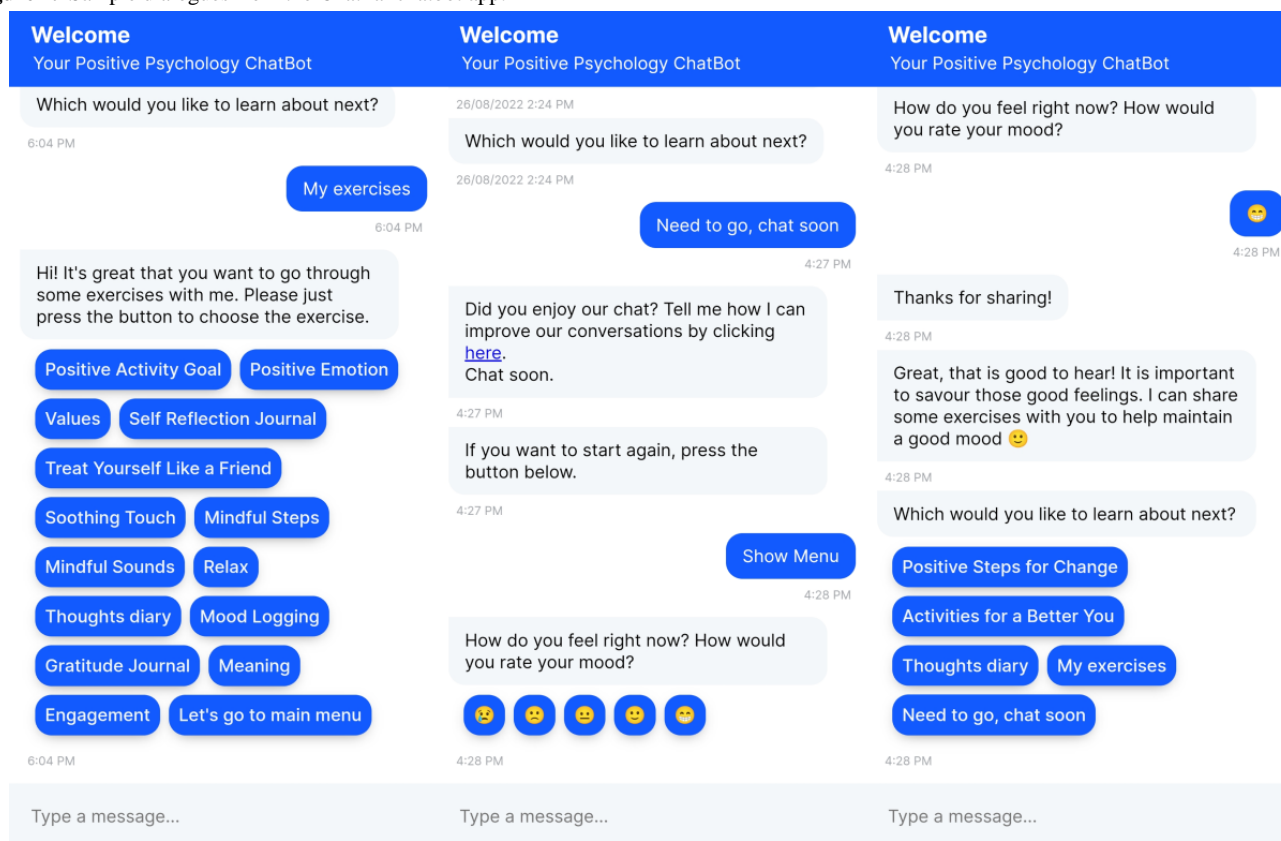 Welcome
Your Positive Psychology ChatBot
Which would you like to learn about next?
6:04 PM
My exercises
6:04 PM
Hi! It's great that you want to go through
some exercises with me. Please just
press the button to choose the exercise.
Positive Activity Goal
Positive Emotion
Values
Self Reflection Journal
Treat Yourself Like a Friend
Soothing Touch
Mindful Steps
Mindful Sounds
Relax
Thoughts diary
Mood Logging
Gratitude Journal
Meaning
Engagement
Let's go to main menu
6:04 PM
Type a message...
Welcome
Your Positive Psychology ChatBot
26/08/2022 2:24 PM
Which would you like to learn about next?
26/08/2022 2:24 PM
Need to go, chat soon
4:27 PM
Did you enjoy our chat? Tell me how I can
improve our conversations by clicking
here.
Chat soon.
4:27 PM
If you want to start again, press the
button below.
4:27 PM
Show Menu
4:28 PM
How do you feel right now? How would
you rate your mood?
😢 🙁 😐 🙂 😁
4:28 PM
Type a message...
Welcome
Your Positive Psychology ChatBot
How do you feel right now? How would
you rate your mood?
4:28 PM
😁
4:28 PM
Thanks for sharing!
4:28 PM
Great, that is good to hear! It is important
to savour those good feelings. I can share
some exercises with you to help maintain
a good mood 🙂
4:28 PM
Which would you like to learn about next?
Positive Steps for Change
Activities for a Better You
Thoughts diary
My exercises
Need to go, chat soon
4:28 PM
Type a message...